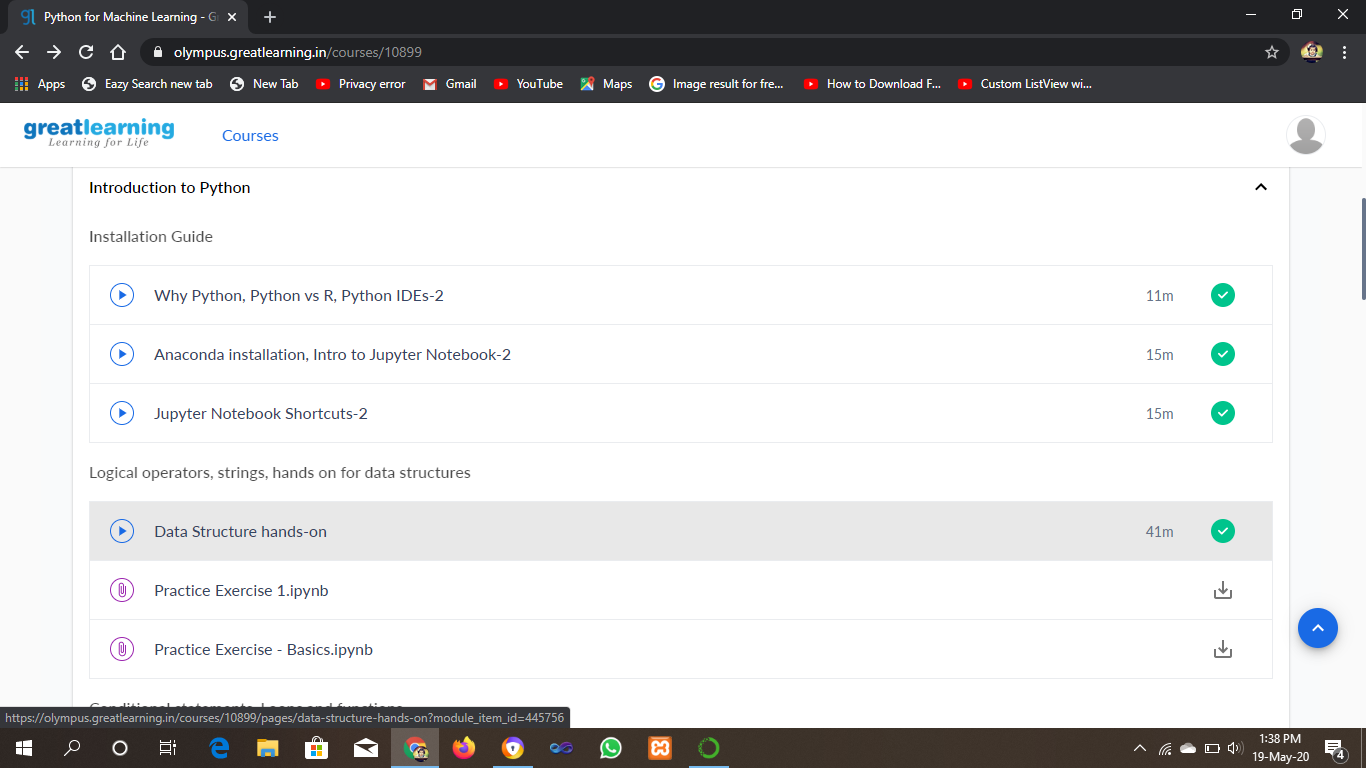 Python for Machine Learning - G
olympus.greatlearning.in/courses/10899
Apps Eazy Search new tab New Tab Privacy error Gmail YouTube Maps Image result for fre... How to Download F... Custom ListView wi...
greatlearning
Learning for Life
Courses
Introduction to Python
Installation Guide
Why Python, Python vs R, Python IDEs-2 11m
Anaconda installation, Intro to Jupyter Notebook-2 15m
Jupyter Notebook Shortcuts-2 15m
Logical operators, strings, hands on for data structures
Data Structure hands-on 41m
Practice Exercise 1.ipynb
Practice Exercise - Basics.ipynb
Conditional statements, Loops and functions
https://olympus.greatlearning.in/courses/10899/pages/data-structure-hands-on?module_item_id=445756
1:38 PM
19-May-20
4